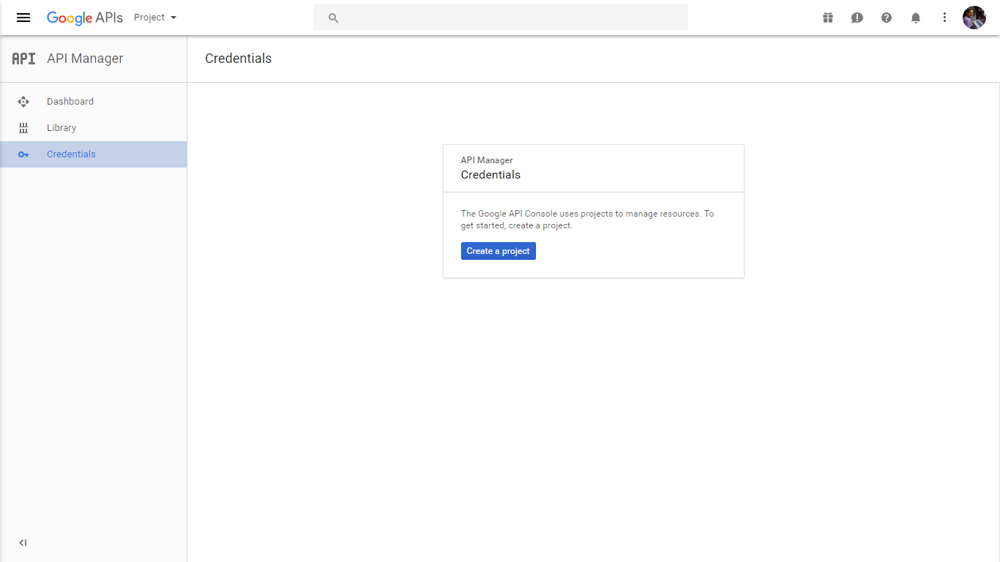 Google APIs Project
API API Manager
Credentials
Dashboard
Library
Credentials
API Manager
Credentials
The Google API Console uses projects to manage resources. To
get started, create a project.
Create a project